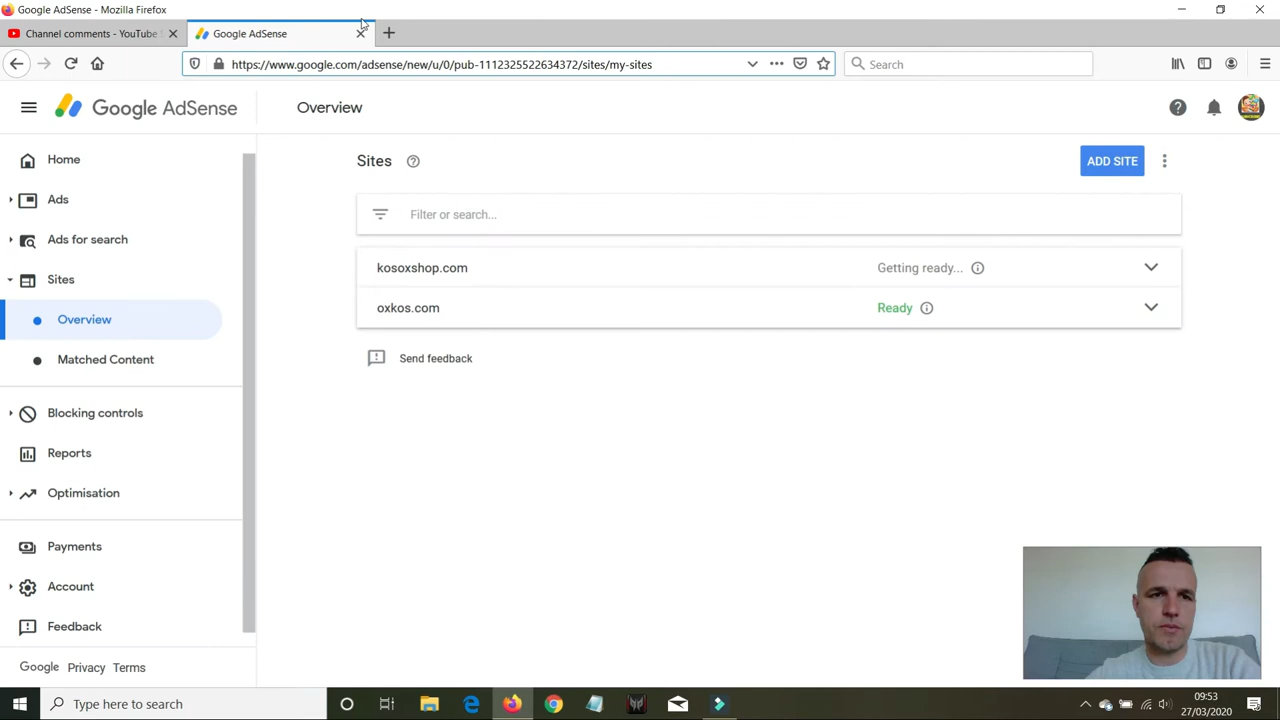 Google AdSense - Mozilla Firefox
Channel comments - YouTube S
Google AdSense
https://www.google.com/adsense/new/u/0/pub-1112325522634372/sites/my-sites
Search
Google AdSense
Overview
Home
Ads
Ads for search
Sites
Overview
Matched Content
Blocking controls
Reports
Optimisation
Payments
Account
Feedback
Google Privacy Terms
Sites
ADD SITE
Filter or search...
kosoxshop.com Getting ready...
oxkos.com Ready
Send feedback
Type here to search
09:53
27/03/2020